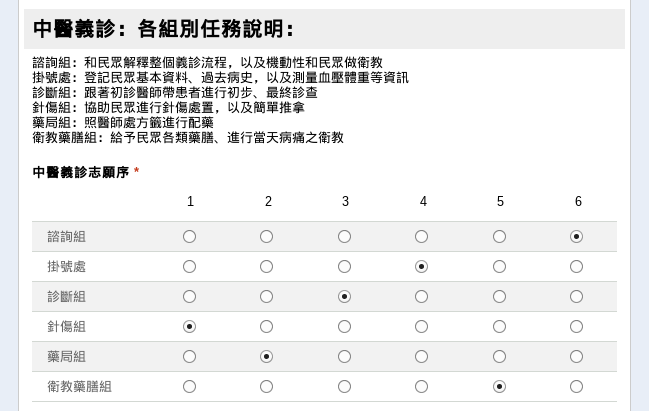 中醫義診：各組別任務說明：
諮詢組：和民眾解釋整個義診流程，以及機動性和民眾做衛教
掛號處：登記民眾基本資料、過去病史，以及測量血壓體重等資訊
診斷組：跟著初診醫師帶患者進行初步、最終診查
針傷組：協助民眾進行針傷處置，以及簡單推拿
藥局組：照醫師處方籤進行配藥
衛教藥膳組：給予民眾各類藥膳、進行當天病痛之衛教
中醫義診志願序 *
1 2 3 4 5 6
諮詢組
掛號處
診斷組
針傷組
藥局組
衛教藥膳組